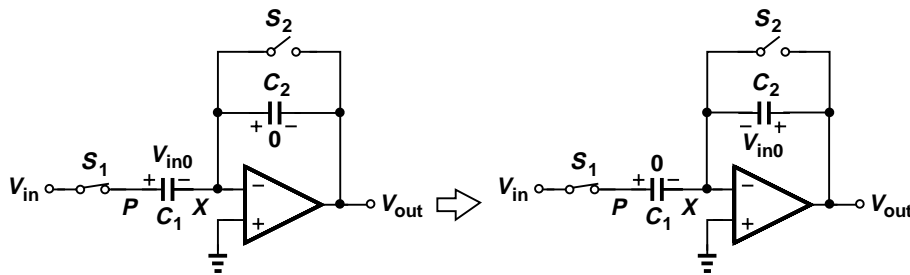 S2
C2
+ −
0
S1
Vin0
Vin
+ −
P
C1
X
−
+
Vout
S2
C2
− +
Vin0
S1
0
Vin
+ −
P
C1
X
−
+
Vout